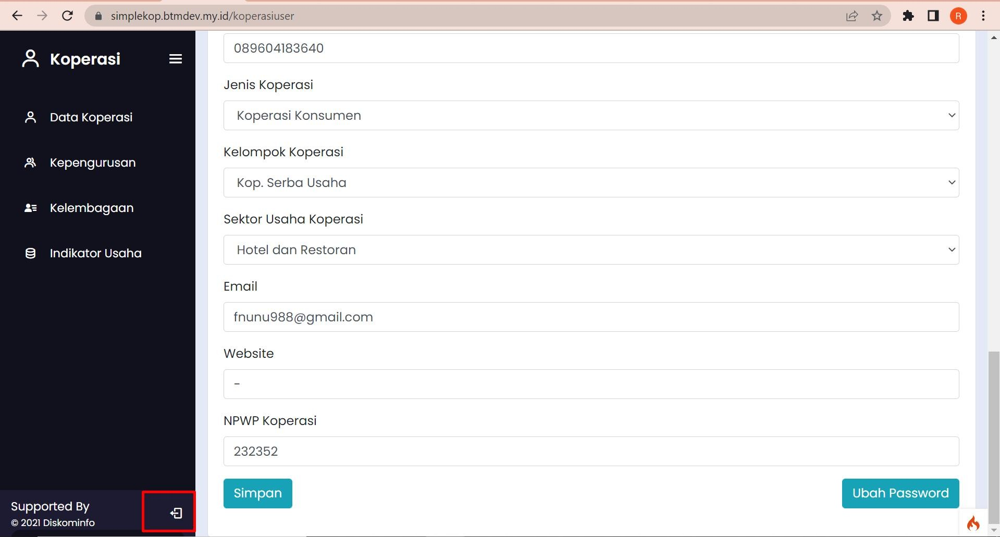 simplekop.btmdev.my.id/koperasiuser
R
Koperasi
Data Koperasi
Kepengurusan
Kelembagaan
Indikator Usaha
Supported By
© 2021 Diskominfo
089604183640
Jenis Koperasi
Koperasi Konsumen
Kelompok Koperasi
Kop. Serba Usaha
Sektor Usaha Koperasi
Hotel dan Restoran
Email
fnunu988@gmail.com
Website
-
NPWP Koperasi
232352
Simpan
Ubah Password